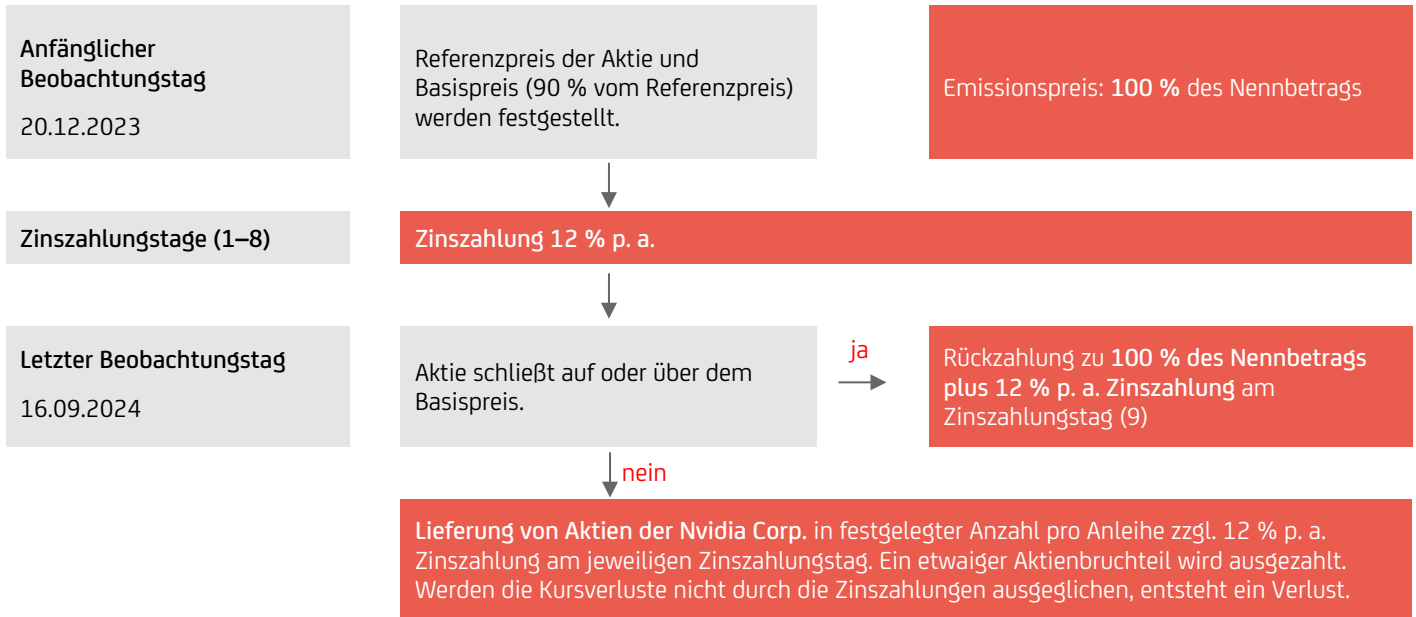 Anfänglicher
Beobachtungstag
20.12.2023
Referenzpreis der Aktie und
Basispreis (90 % vom Referenzpreis)
werden festgestellt.
Emissionspreis: 100 % des Nennbetrags
Zinszahlungstage (1–8)
Zinszahlung 12 % p. a.
Letzter Beobachtungstag
16.09.2024
Aktie schließt auf oder über dem
Basispreis.
ja
Rückzahlung zu 100 % des Nennbetrags
plus 12 % p. a. Zinszahlung am
Zinszahlungstag (9)
nein
Lieferung von Aktien der Nvidia Corp. in festgelegter Anzahl pro Anleihe zzgl. 12 % p. a.
Zinszahlung am jeweiligen Zinszahlungstag. Ein etwaiger Aktienbruchteil wird ausgezahlt.
Werden die Kursverluste nicht durch die Zinszahlungen ausgeglichen, entsteht ein Verlust.